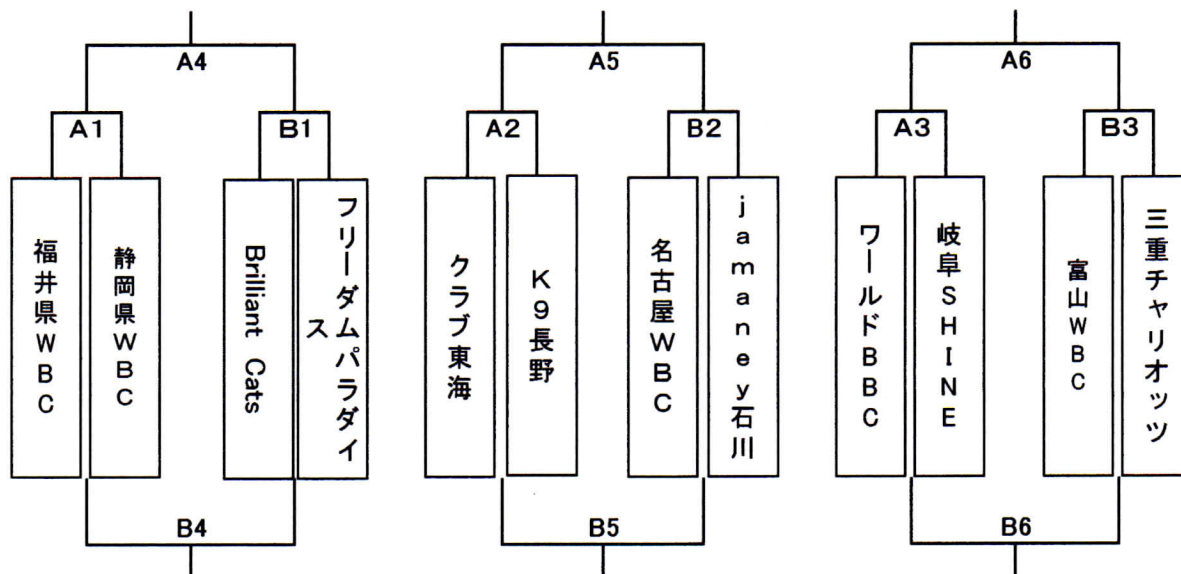 A4
A5
A6
A1
B1
A2
B2
A3
B3
福井県WBC
静岡県WBC
Brilliant Cats
フリーダムパラダイ
ス
クラブ東海
K9長野
名古屋WBC
jamaney石川
ワールドBBC
岐阜SHINE
富山WBC
三重チャリオッツ
B4
B5
B6